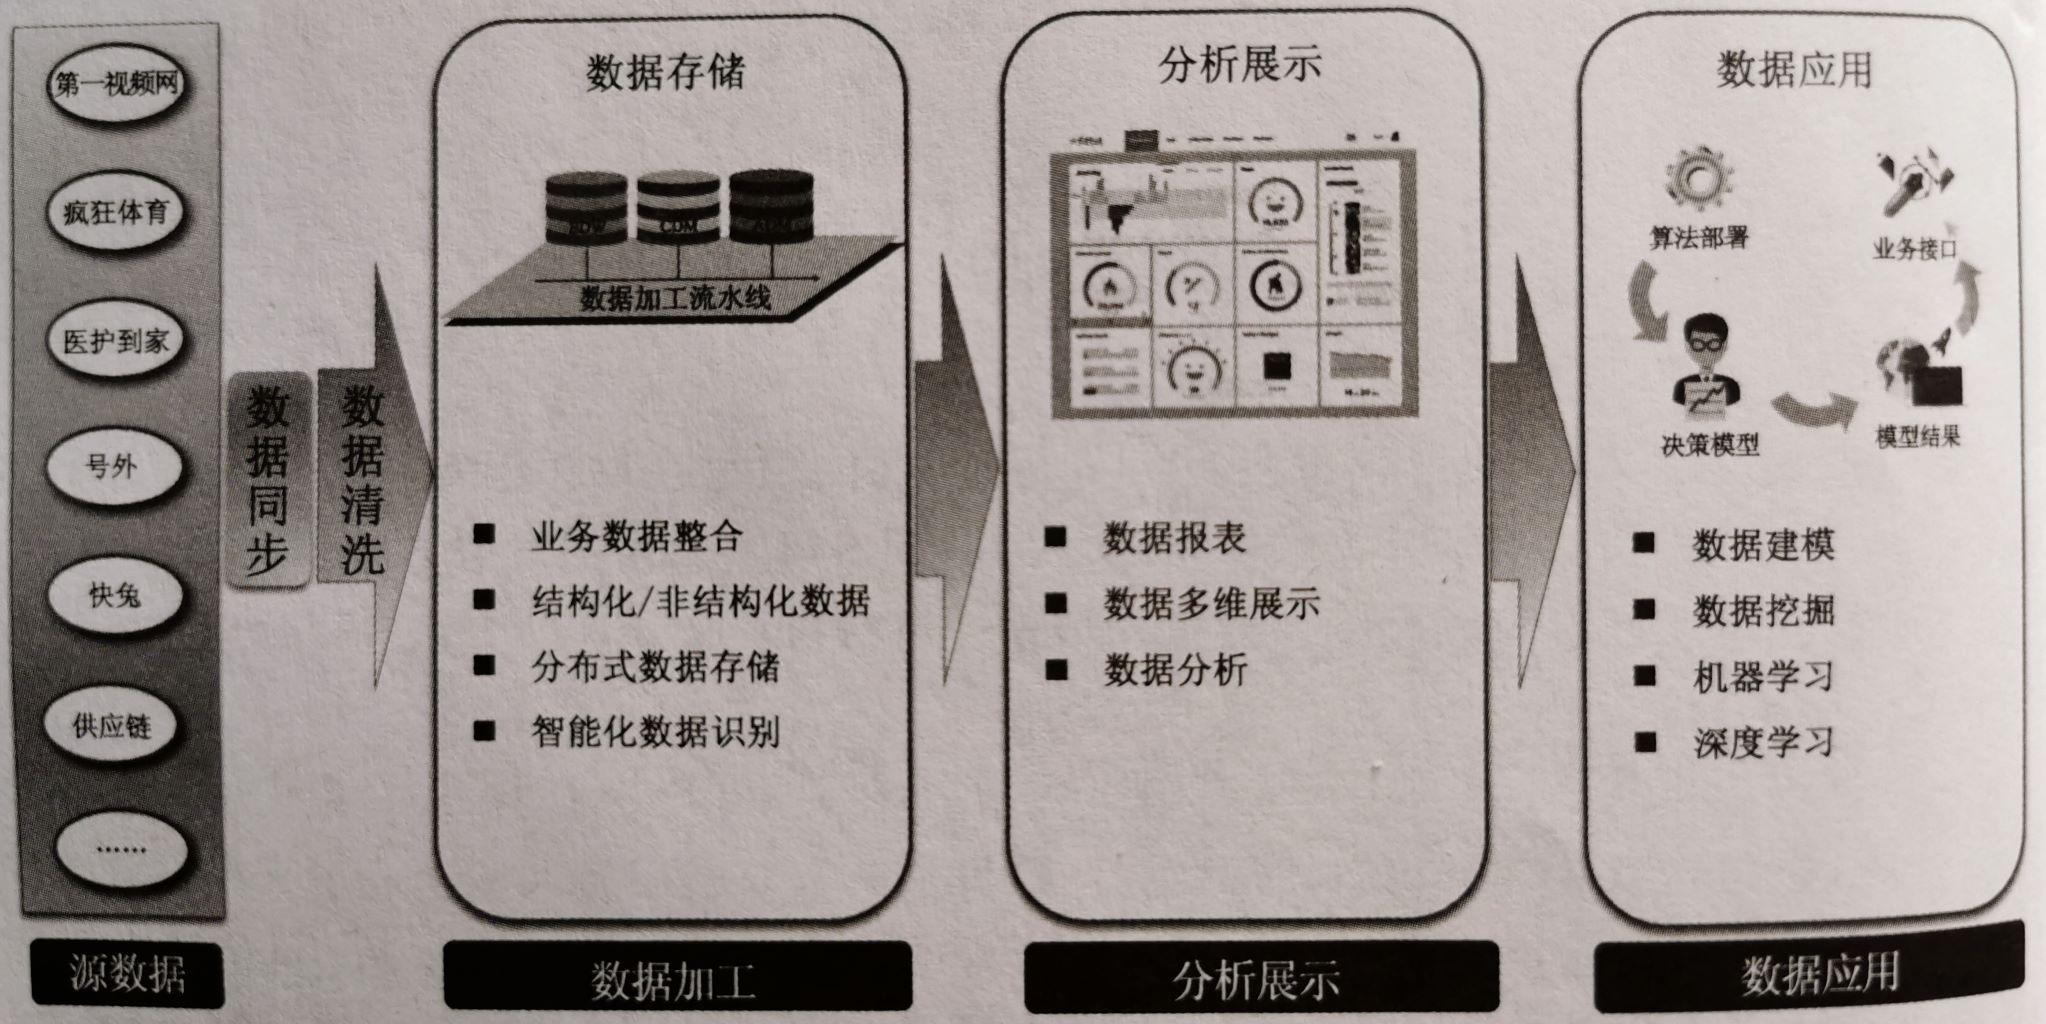 第一视频网
疯狂体育
医护到家
号外
快兔
供应链
……
源数据
数据同步
数据清洗
数据存储
CDM
数据加工流水线
■ 业务数据整合
■ 结构化/非结构化数据
■ 分布式数据存储
■ 智能化数据识别
数据加工
分析展示
■ 数据报表
■ 数据多维展示
■ 数据分析
分析展示
数据应用
算法部署
业务接口
决策模型
模型结果
■ 数据建模
■ 数据挖掘
■ 机器学习
■ 深度学习
数据应用